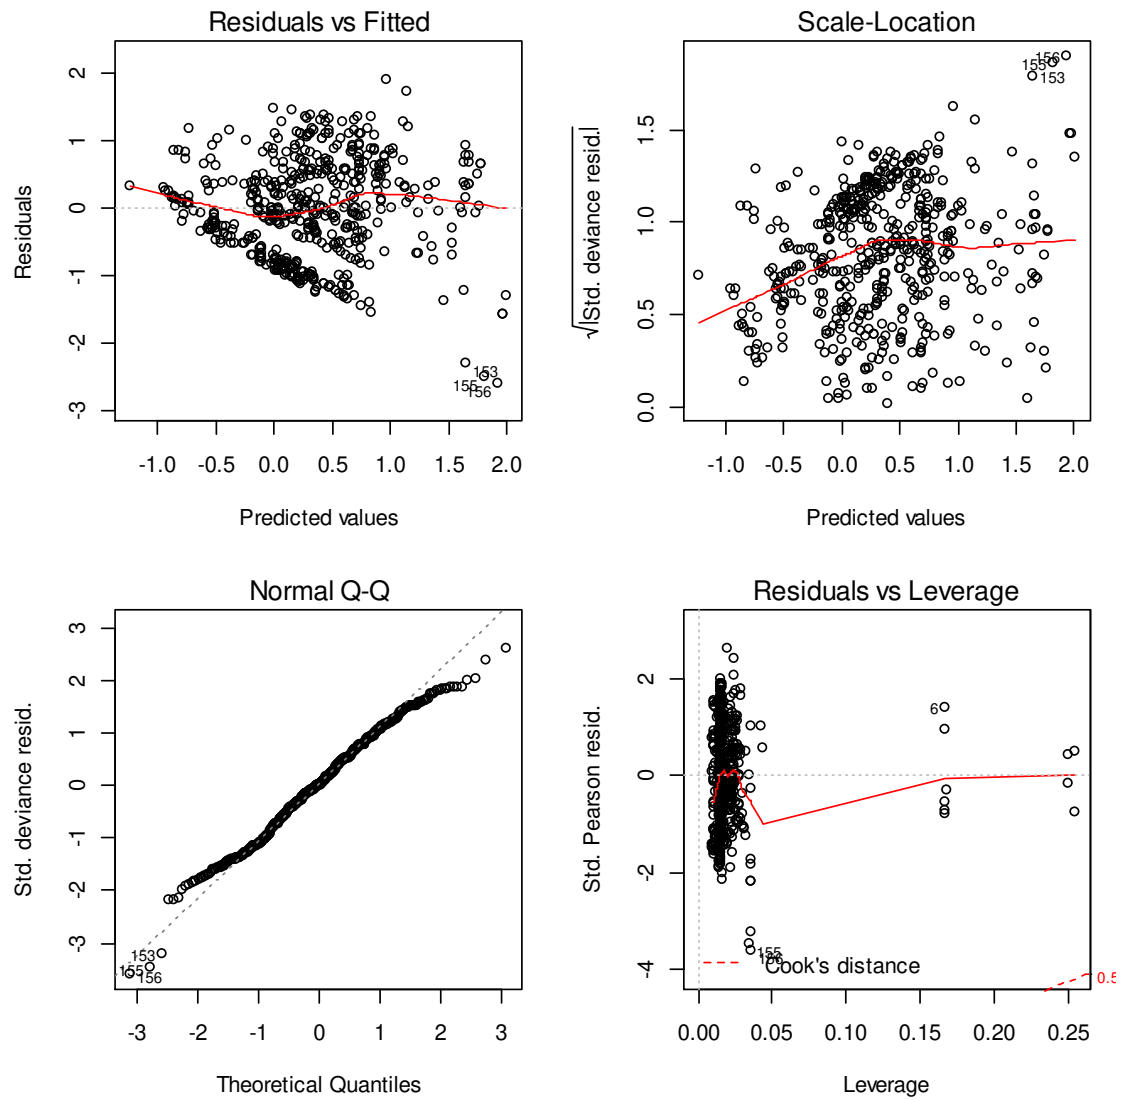 Residuals vs Fitted
Residuals
2
1
0
-1
-2
-3
153
155
156
-1.0 -0.5 0.0 0.5 1.0 1.5 2.0
Predicted values
Scale-Location
√|Std. deviance resid.|
1.5
1.0
0.5
0.0
156
155
153
-1.0 -0.5 0.0 0.5 1.0 1.5 2.0
Predicted values
Normal Q-Q
Std. deviance resid.
3
2
1
0
-1
-2
-3
153
155
156
-3 -2 -1 0 1 2 3
Theoretical Quantiles
Residuals vs Leverage
Std. Pearson resid.
2
0
-2
-4
6
155
156
Cook's distance
0.5
0.00 0.05 0.10 0.15 0.20 0.25
Leverage